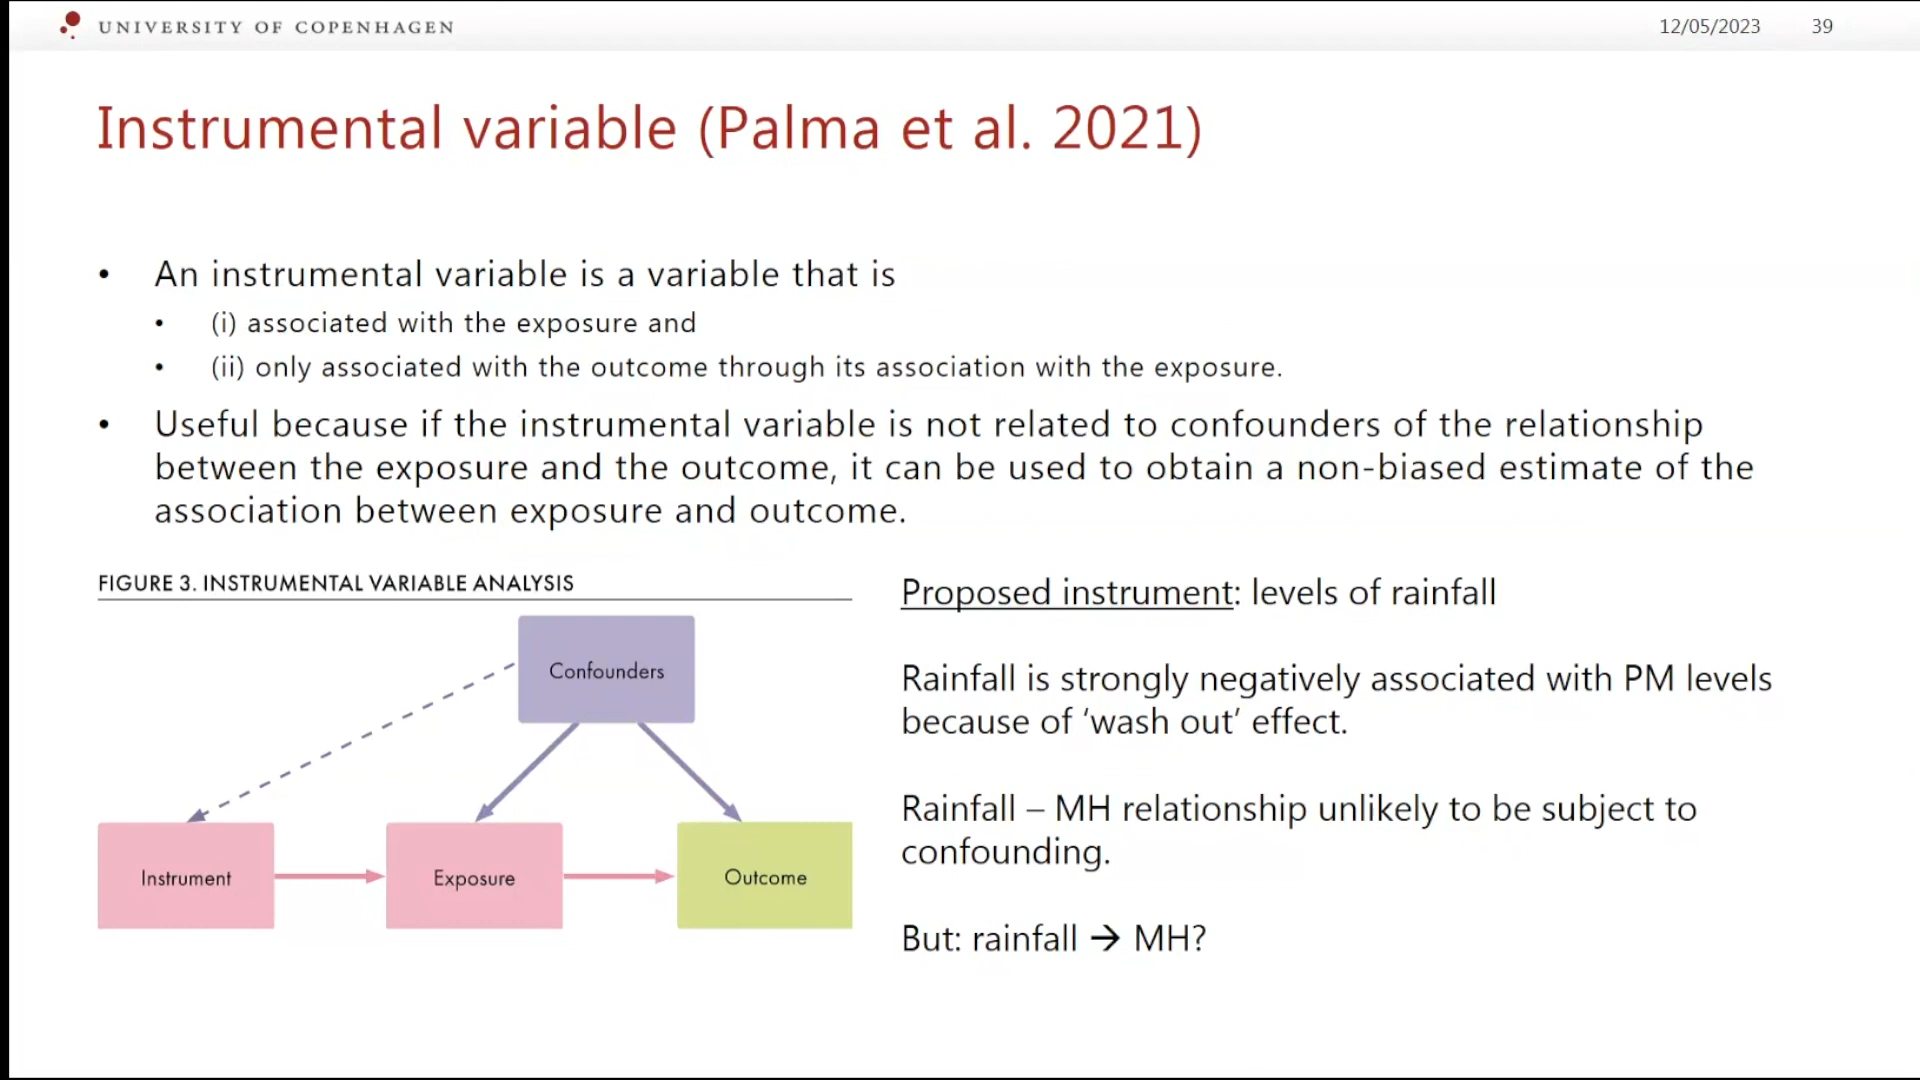 UNIVERSITY OF COPENHAGEN
12/05/2023 39
Instrumental variable (Palma et al. 2021)
• An instrumental variable is a variable that is
• (i) associated with the exposure and
• (ii) only associated with the outcome through its association with the exposure.
• Useful because if the instrumental variable is not related to confounders of the relationship
between the exposure and the outcome, it can be used to obtain a non-biased estimate of the
association between exposure and outcome.
FIGURE 3. INSTRUMENTAL VARIABLE ANALYSIS
Confounders
Instrument
Exposure
Outcome
Proposed instrument: levels of rainfall
Rainfall is strongly negatively associated with PM levels
because of ‘wash out’ effect.
Rainfall – MH relationship unlikely to be subject to
confounding.
But: rainfall → MH?